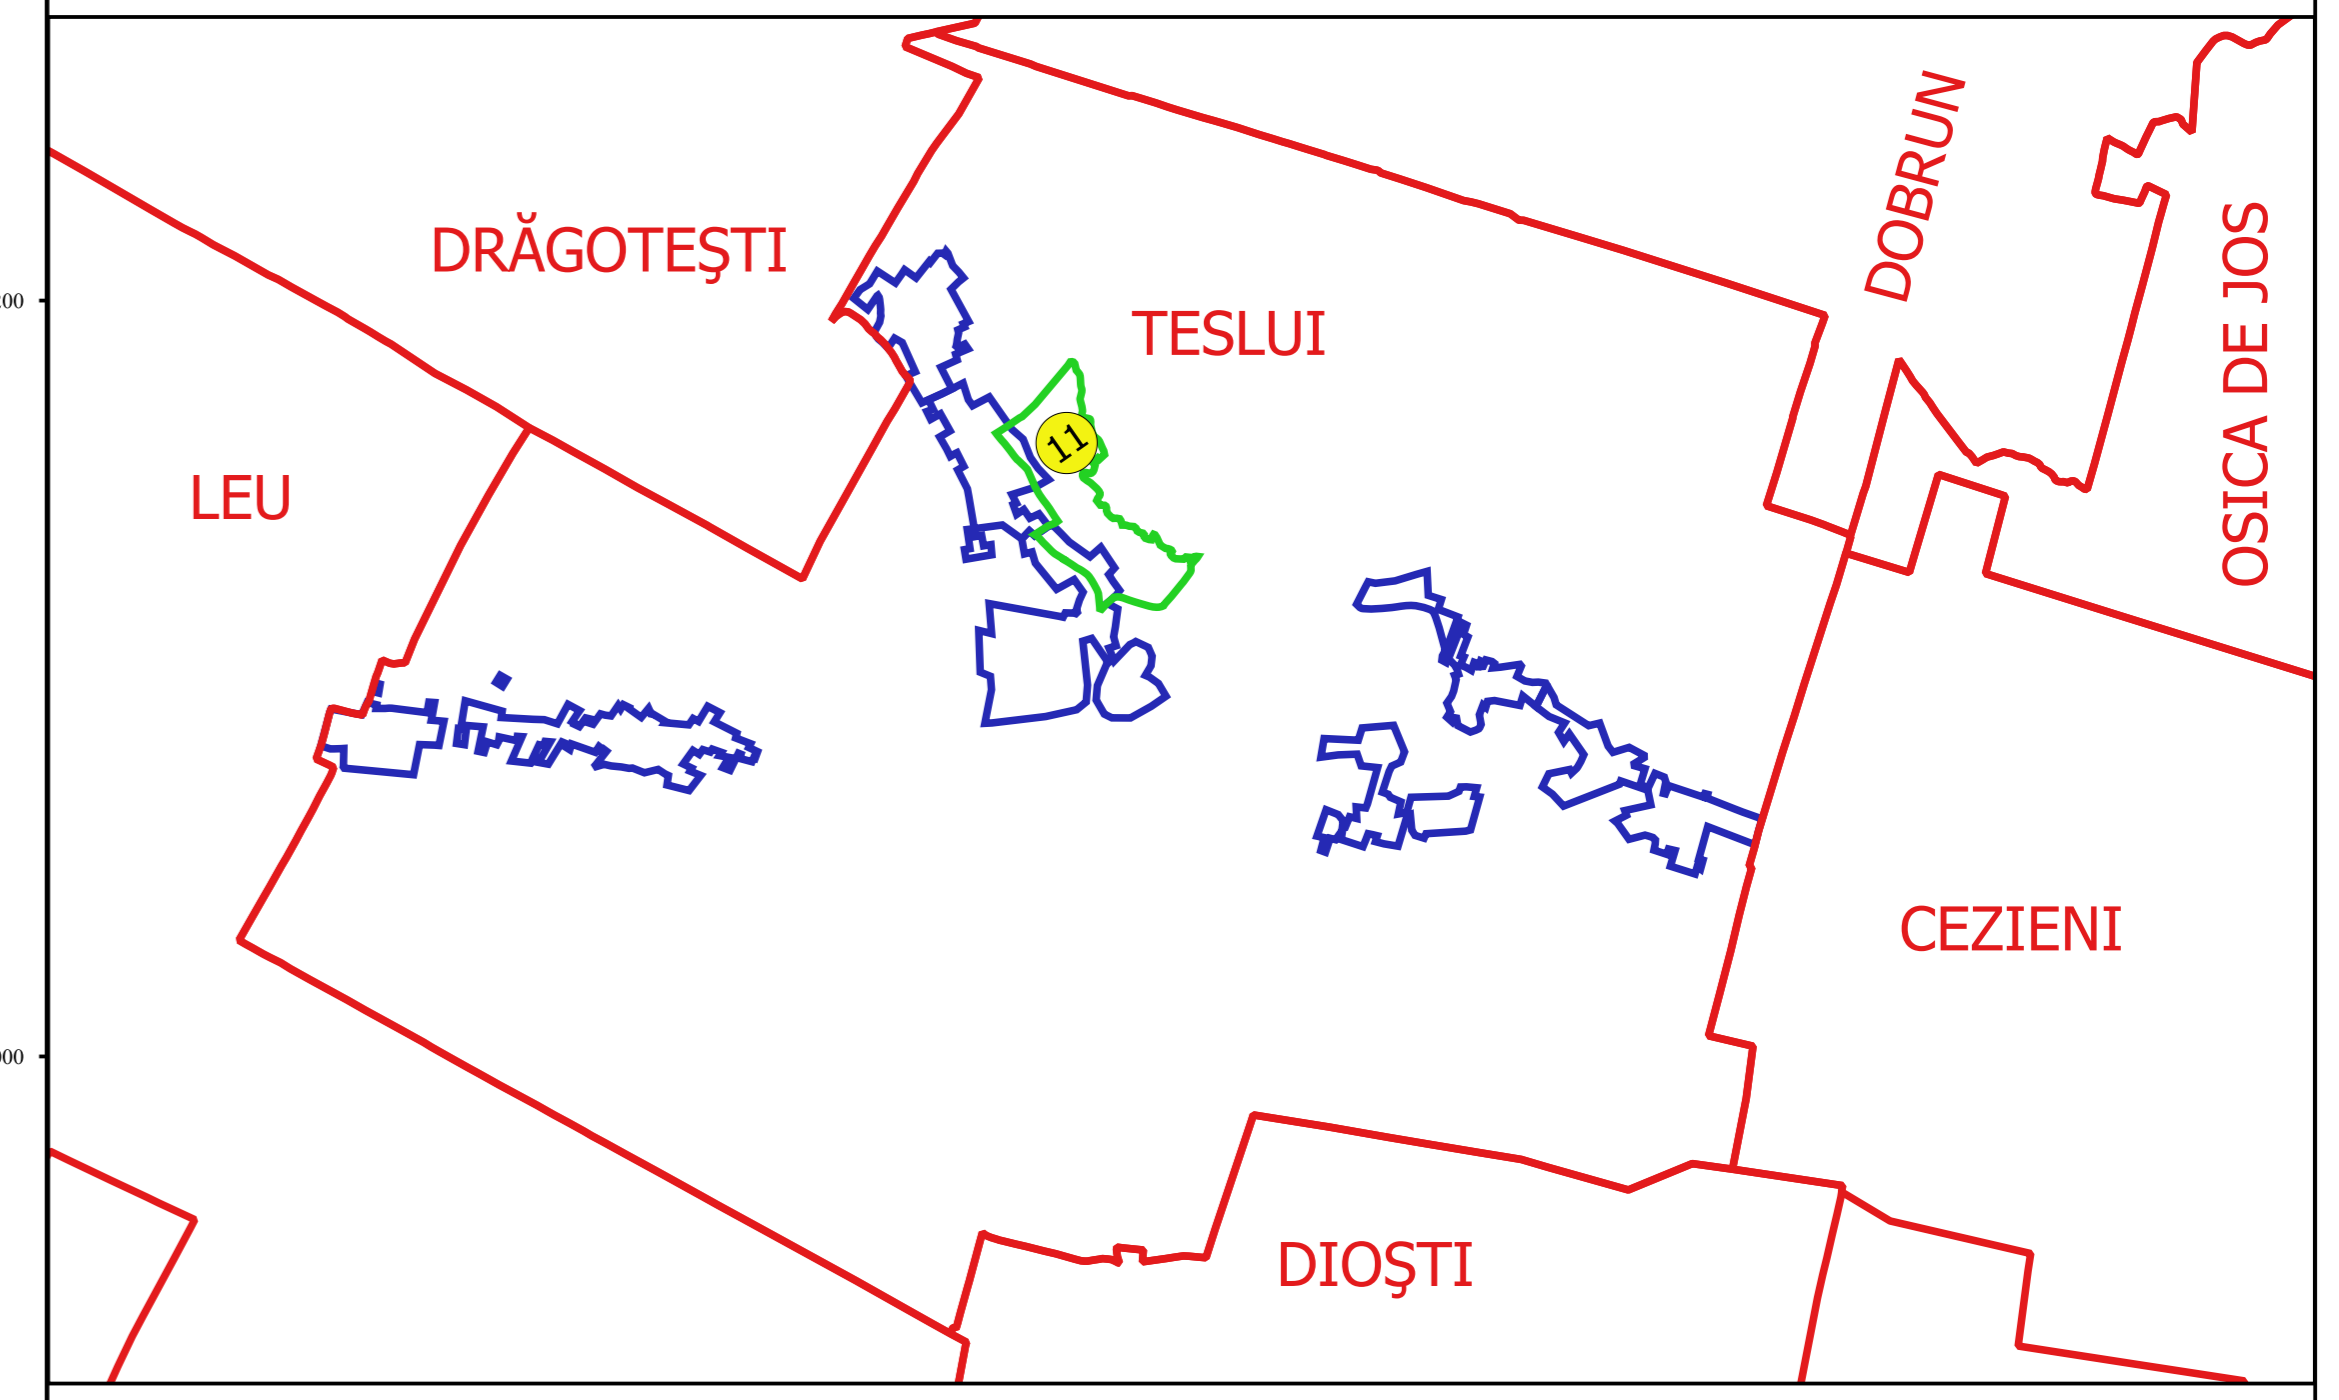 DOBRUN
OSICA DE JOS
DRĂGOTEŞTI
TESLUI
11
LEU
CEZIENI
DIOŞTI